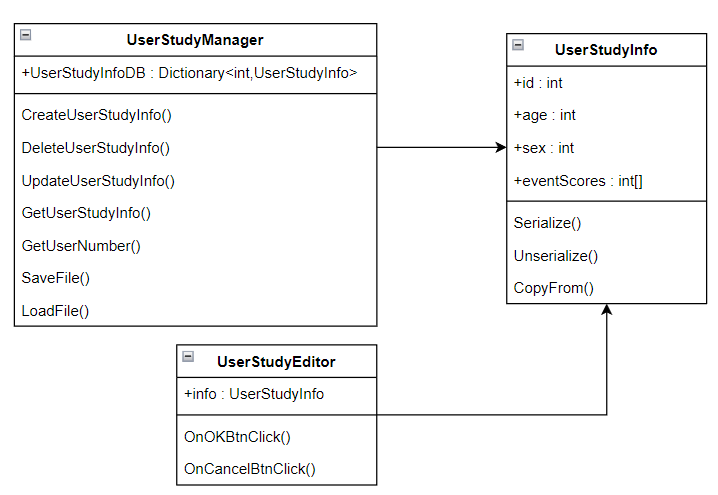 UserStudyManager
+UserStudyInfoDB : Dictionary<int,UserStudyInfo>
CreateUserStudyInfo()
DeleteUserStudyInfo()
UpdateUserStudyInfo()
GetUserStudyInfo()
GetUserNumber()
SaveFile()
LoadFile()
UserStudyInfo
+id : int
+age : int
+sex : int
+eventScores : int[]
Serialize()
Unserialize()
CopyFrom()
UserStudyEditor
+info : UserStudyInfo
OnOKBtnClick()
OnCancelBtnClick()